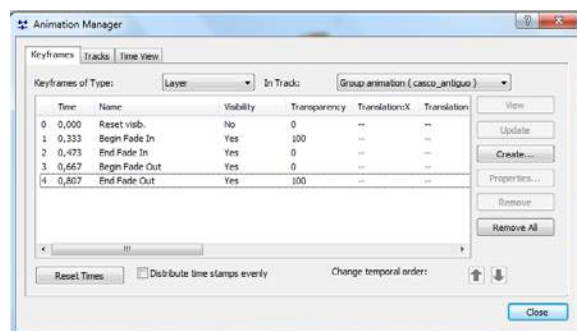 Animation Manager
Keyframes Tracks Time View
Keyframes of Type: Layer In Track: Group animation ( casco_antiguo )
Time Name Visibility Transparency Translation:X Translation
0 0,000 Reset visib. No 0 -- --
1 0,333 Begin Fade In Yes 100 -- --
2 0,473 End Fade In Yes 0 -- --
3 0,667 Begin Fade Out Yes 0 -- --
4 0,807 End Fade Out Yes 100 -- --
View
Update
Create...
Properties...
Remove
Remove All
Reset Times Distribute time stamps evenly Change temporal order:
Close